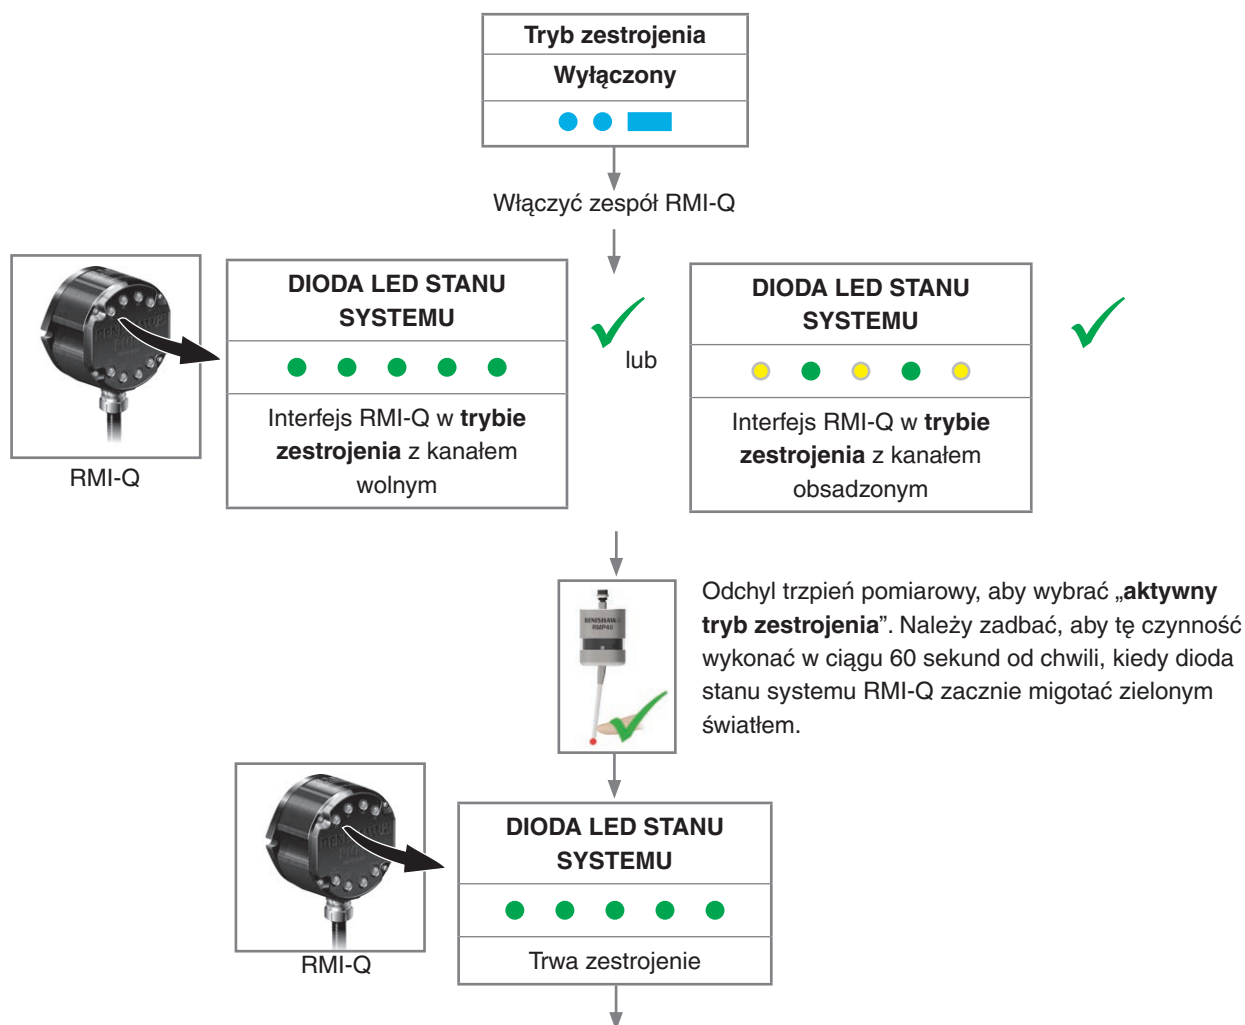 Tryb zestrojenia
Wyłączony
Włączyć zespół RMI-Q
RMI-Q
DIODA LED STANU
SYSTEMU
Interfejs RMI-Q w trybie
zestrojenia z kanałem
wolnym
lub
DIODA LED STANU
SYSTEMU
Interfejs RMI-Q w trybie
zestrojenia z kanałem
obsadzonym
RENISHAW
RMP40
Odchyl trzpień pomiarowy, aby wybrać „aktywny
tryb zestrojenia”. Należy zadbać, aby tę czynność
wykonać w ciągu 60 sekund od chwili, kiedy dioda
stanu systemu RMI-Q zacznie migotać zielonym
światłem.
RMI-Q
DIODA LED STANU
SYSTEMU
Trwa zestrojenie